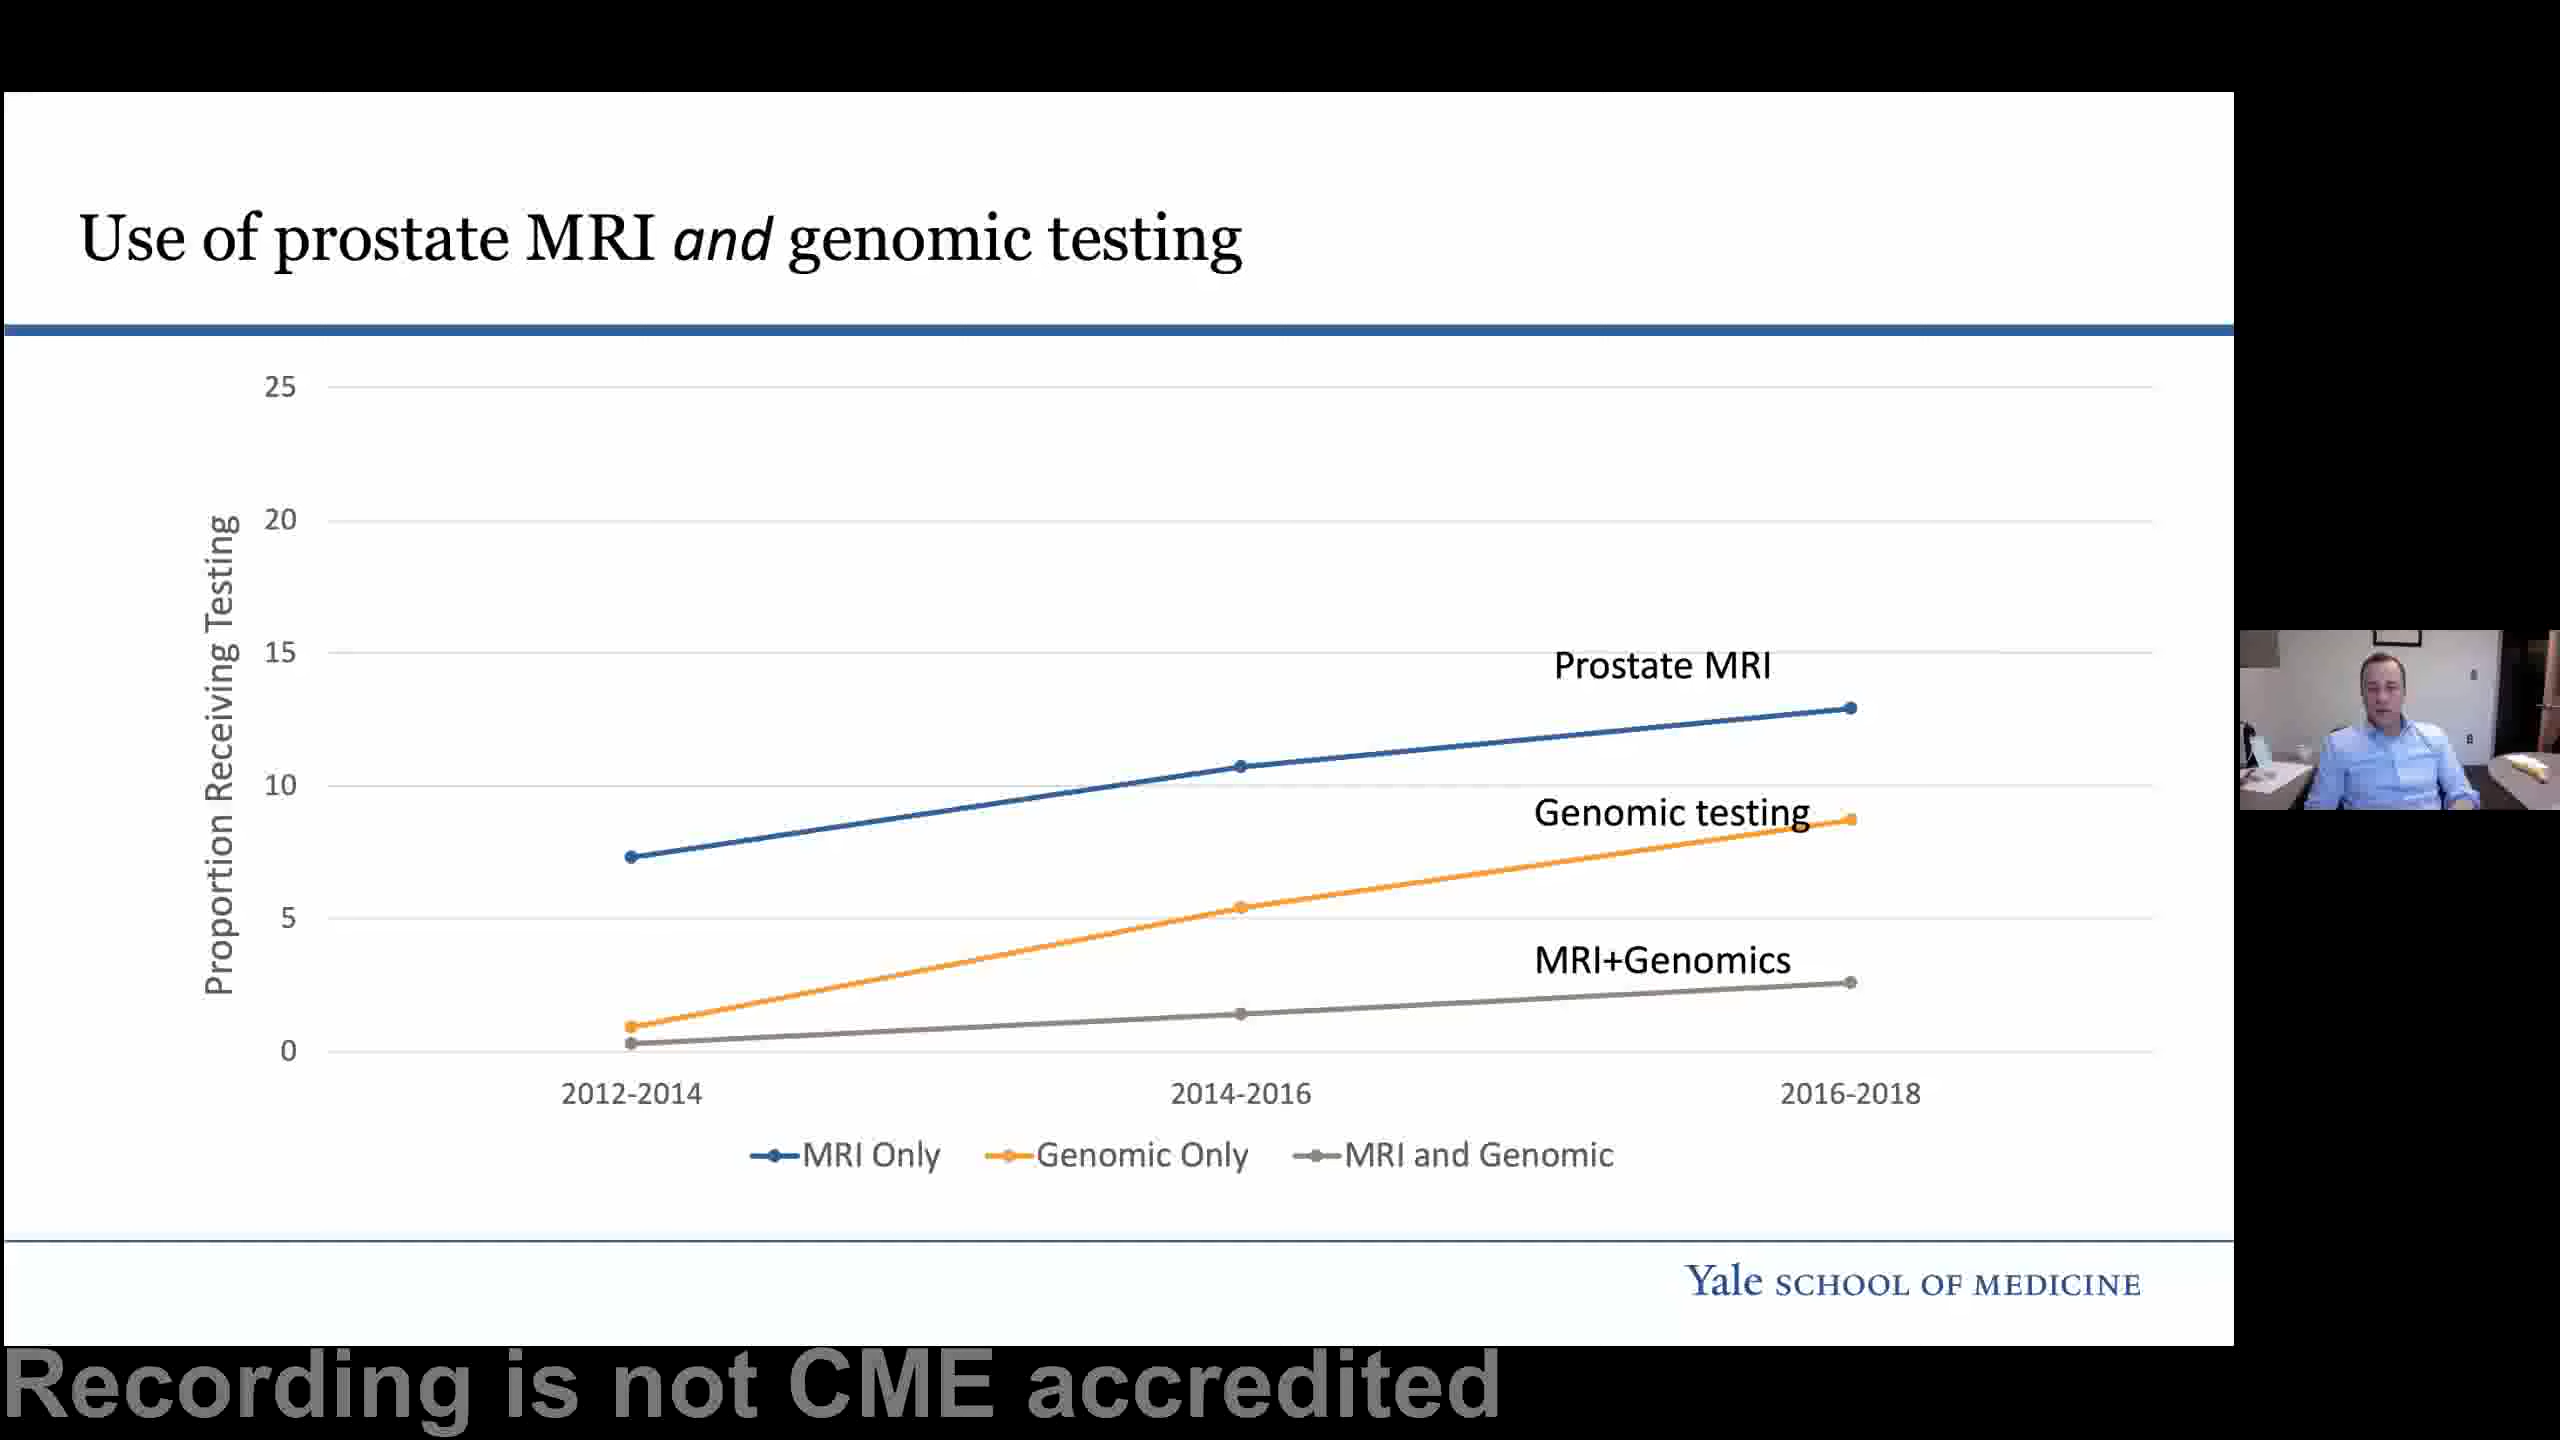 Use of prostate MRI and genomic testing
25
20
15
10
5
0
Proportion Receiving Testing
Prostate MRI
Genomic testing
MRI+Genomics
2012-2014
2014-2016
2016-2018
MRI Only
Genomic Only
MRI and Genomic
Yale SCHOOL OF MEDICINE
Recording is not CME accredited